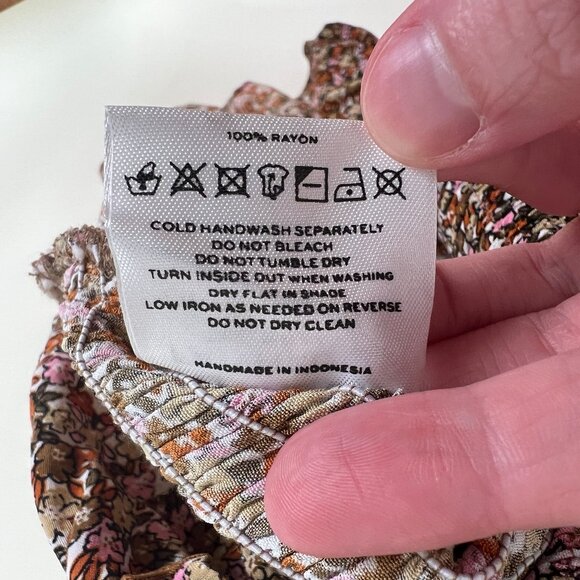 100% RAYON
COLD HANDWASH SEPARATELY
DO NOT BLEACH
DO NOT TUMBLE DRY
TURN INSIDE OUT WHEN WASHING
DRY FLAT IN SHADE
LOW IRON AS NEEDED ON REVERSE
DO NOT DRY CLEAN
HANDMADE IN INDONESIA